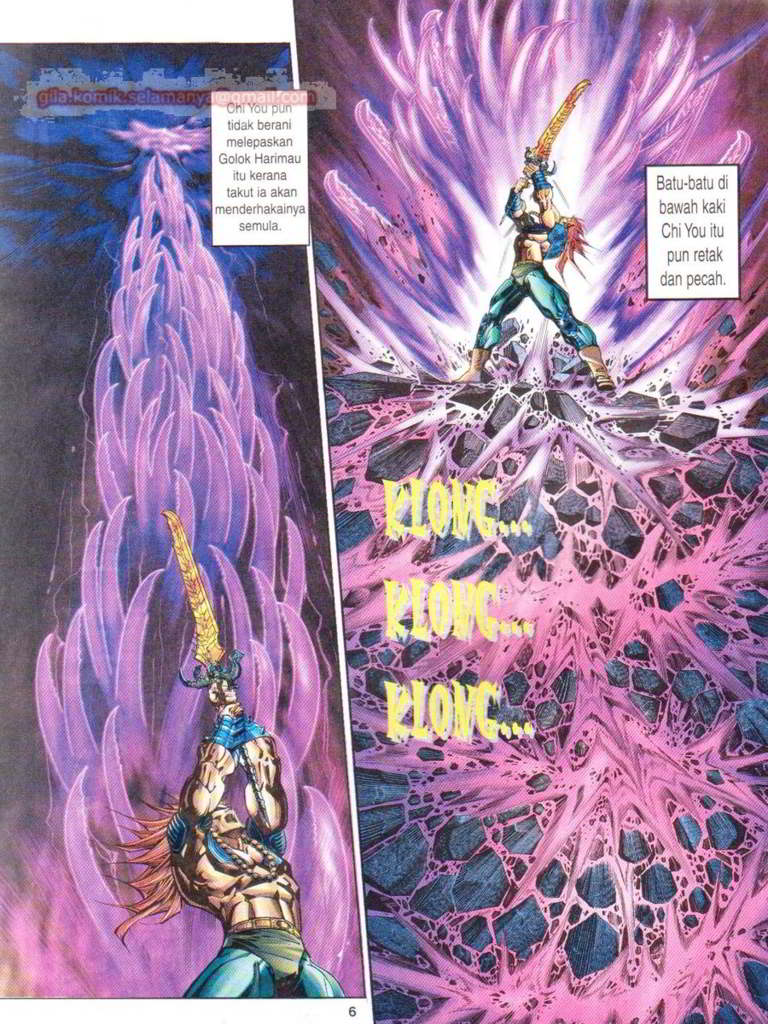 gila.komik.selamanya@gmail.com
Chi You pun
tidak berani
melepaskan
Golok Harimau
itu kerana
takut ia akan
menderhakainya
semula.
Batu-batu di
bawah kaki
Chi You itu
pun retak
dan pecah.
KLONG...
KLONG...
KLONG...
6